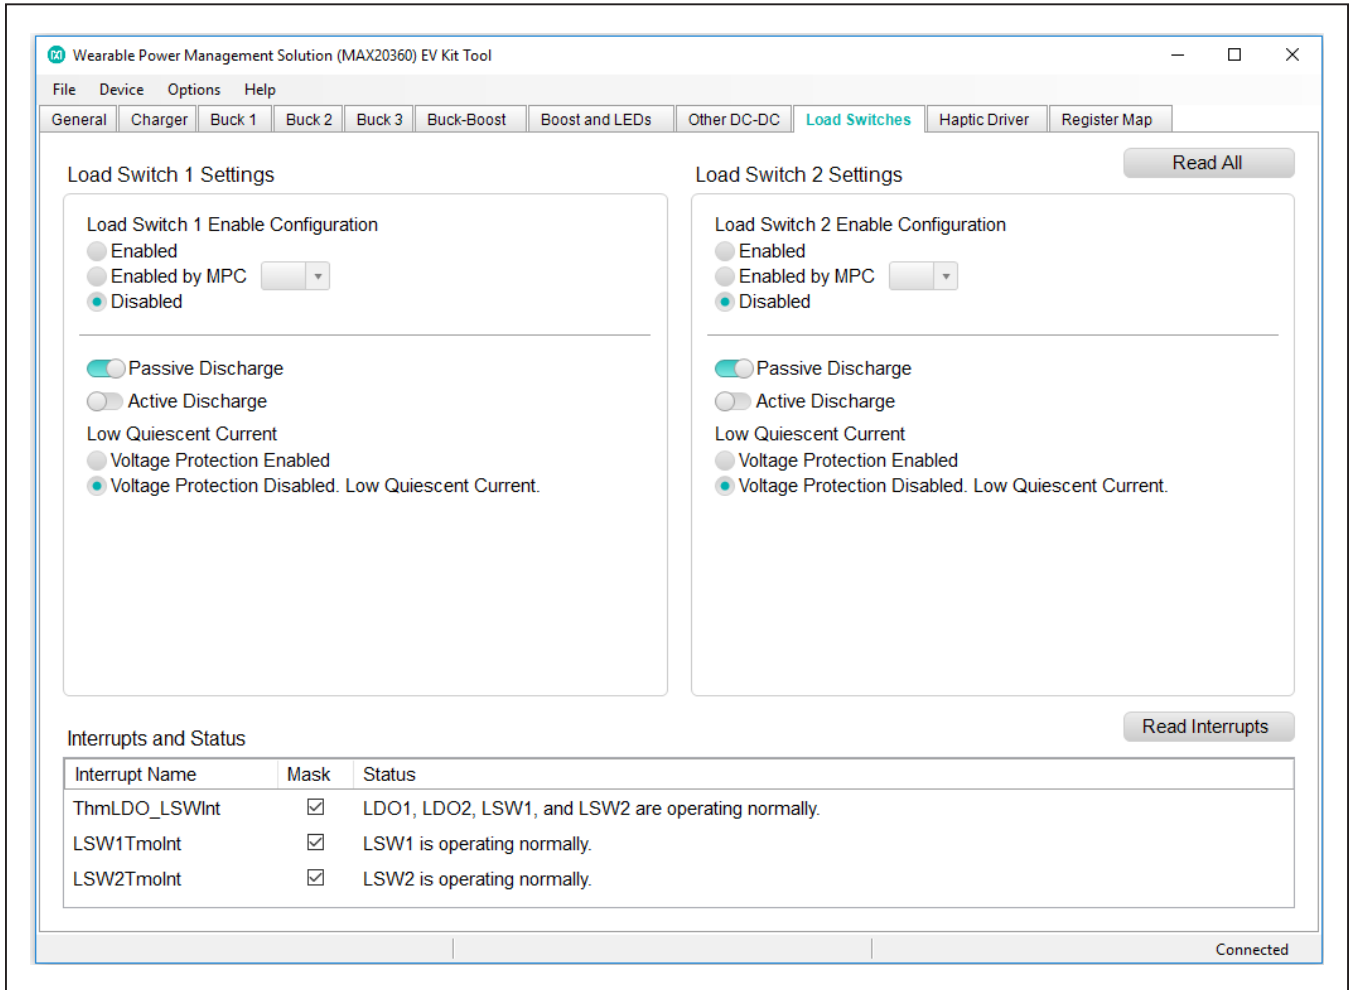 Wearable Power Management Solution (MAX20360) EV Kit Tool
File Device Options Help
General Charger Buck 1 Buck 2 Buck 3 Buck-Boost Boost and LEDs Other DC-DC Load Switches Haptic Driver Register Map
Read All
Load Switch 1 Settings
Load Switch 1 Enable Configuration
Enabled
Enabled by MPC
Disabled
Passive Discharge
Active Discharge
Low Quiescent Current
Voltage Protection Enabled
Voltage Protection Disabled. Low Quiescent Current.
Load Switch 2 Settings
Load Switch 2 Enable Configuration
Enabled
Enabled by MPC
Disabled
Passive Discharge
Active Discharge
Low Quiescent Current
Voltage Protection Enabled
Voltage Protection Disabled. Low Quiescent Current.
Interrupts and Status
Read Interrupts
Interrupt Name Mask Status
ThmLDO_LSWInt LDO1, LDO2, LSW1, and LSW2 are operating normally.
LSW1TmoInt LSW1 is operating normally.
LSW2TmoInt LSW2 is operating normally.
Connected